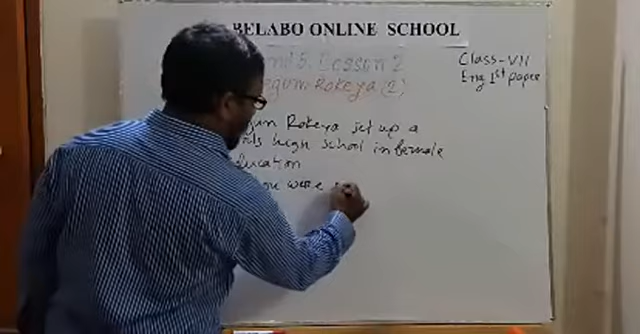 BELABO ONLINE SCHOOL
Class-VII
Eng 1st paper
5. Lesson 2
Rokeya (2)
Rokeya set up a
high school in female
were